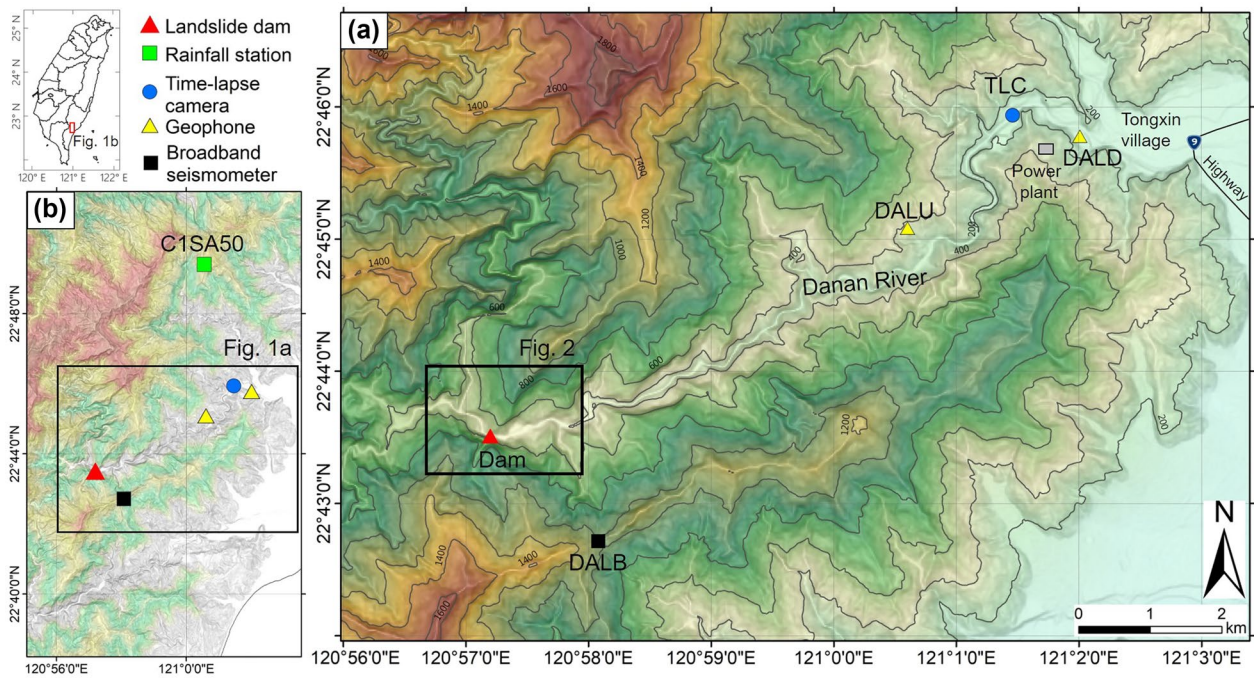 25°N
24°N
23°N
Fig. 1b
120°E
121°E
122°E
Landslide dam
Rainfall station
Time-lapse
camera
Geophone
Broadband
seismometer
(b)
C1SA50
Fig. 1a
22°48'0"N
22°44'0"N
22°40'0"N
120°56'0"E
121°0'0"E
(a)
1800
1600
1600
1400
1400
1200
1000
1400
600
800
600
400
400
200
200
200
1200
1400
1400
1600
TLC
Tongxin
village
DALD
Power
plant
9
Highway
DALU
Danan River
Fig. 2
Dam
DALB
N
0 1 2
km
22°46'0"N
22°45'0"N
22°44'0"N
22°43'0"N
120°56'0"E
120°57'0"E
120°58'0"E
120°59'0"E
121°0'0"E
121°1'0"E
121°2'0"E
121°3'0"E